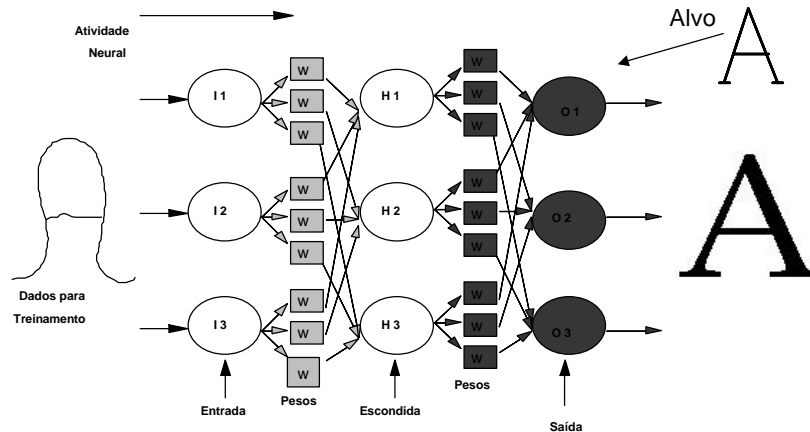 Atividade
Neural
Alvo
A
I 1
W
W
W
H 1
W
W
W
O 1
A
I 2
W
W
W
H 2
W
W
W
O 2
Dados para
Treinamento
I 3
W
W
W
H 3
W
W
W
O 3
Entrada
Pesos
Escondida
Pesos
Saída